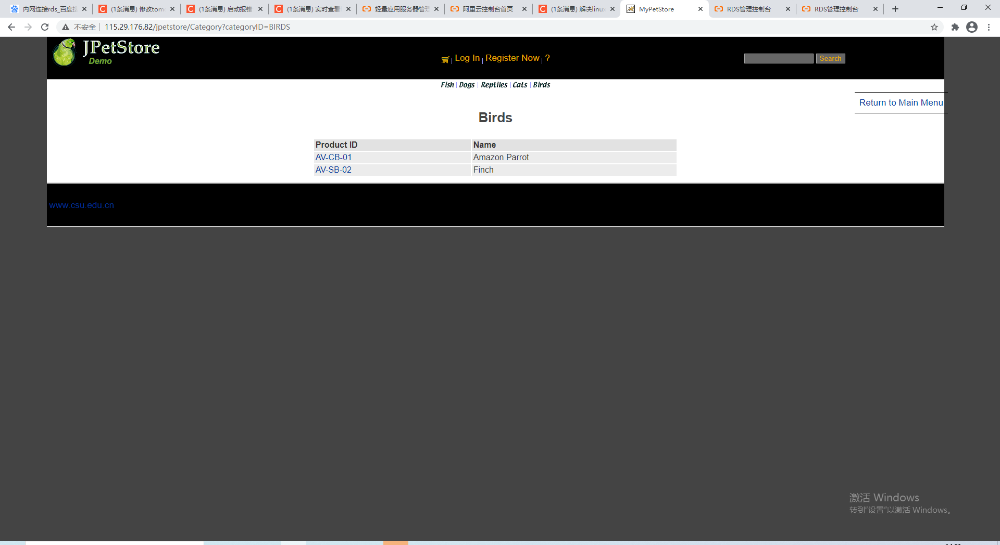 内网连接rds_百度搜
(1条消息) 修改tom
(1条消息) 启动报错
(1条消息) 实时查看
轻量应用服务器管理
阿里云控制台首页
(1条消息) 解决linux
MyPetStore
RDS管理控制台
RDS管理控制台
不安全 115.29.176.82/jpetstore/Category?categoryID=BIRDS
JPetStore
Demo
Log In | Register Now | ?
Search
Fish | Dogs | Reptiles | Cats | Birds
Return to Main Menu
Birds
Product ID Name
AV-CB-01 Amazon Parrot
AV-SB-02 Finch
www.csu.edu.cn
激活 Windows
转到"设置"以激活 Windows。